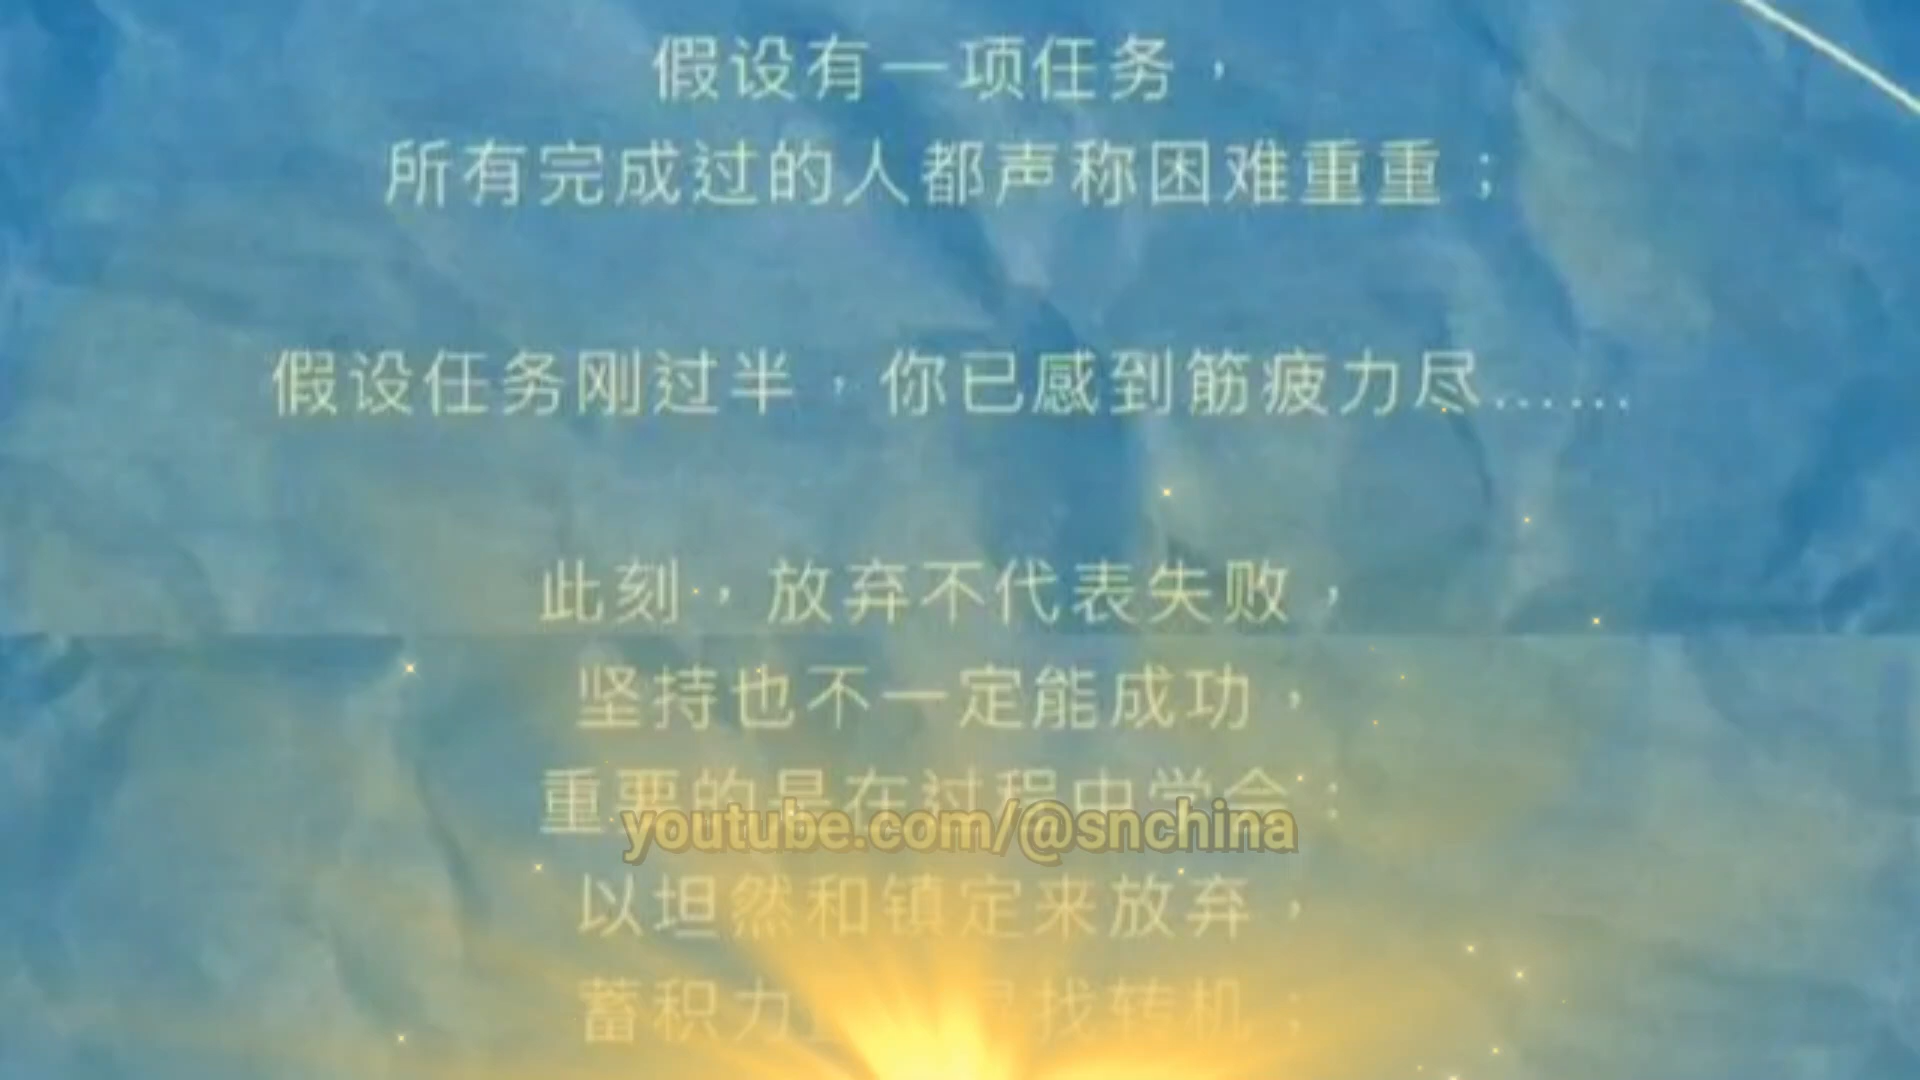 假设有一项任务，
所有完成过的人都声称困难重重；
假设任务刚过半，你已感到筋疲力尽……
此刻，放弃不代表失败，
坚持也不一定能成功，
重要的是在过程中学会：
youtube.com/@snchina
以坦然和镇定来放弃，
蓄积力 找转机；